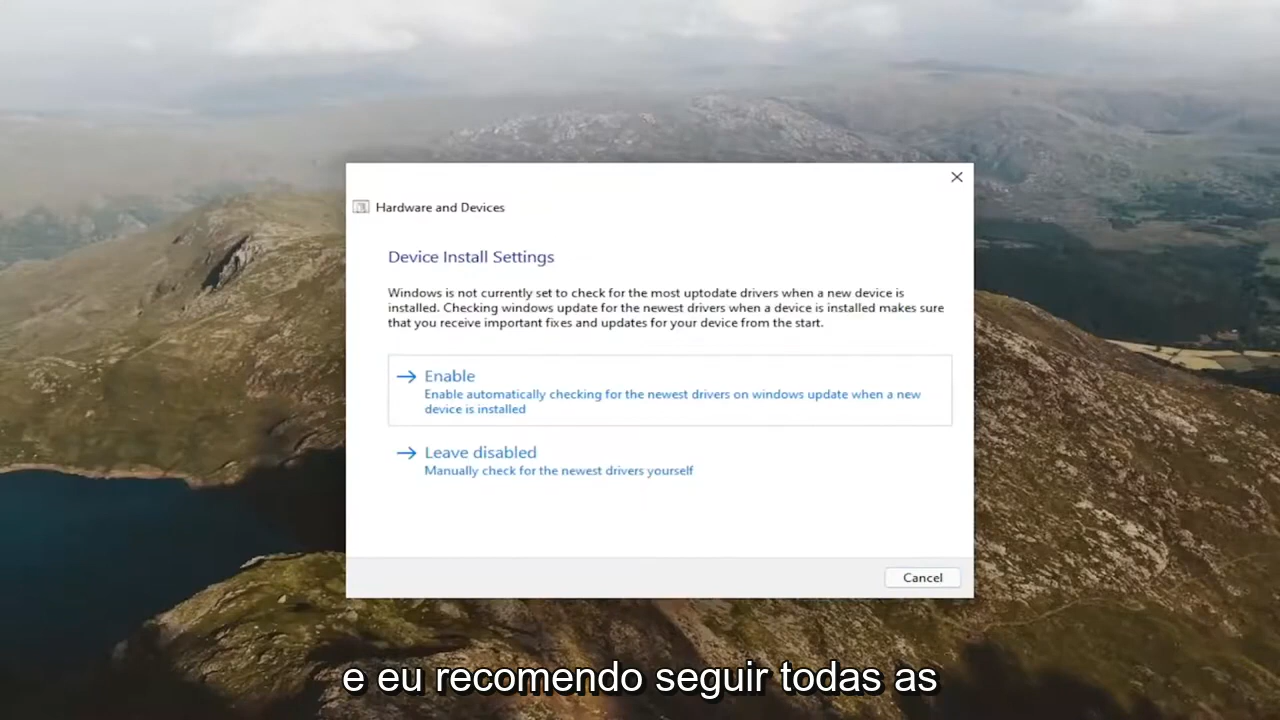 Hardware and Devices
Device Install Settings
Windows is not currently set to check for the most uptodate drivers when a new device is
installed. Checking windows update for the newest drivers when a device is installed makes sure
that you receive important fixes and updates for your device from the start.
Enable
Enable automatically checking for the newest drivers on windows update when a new
device is installed
Leave disabled
Manually check for the newest drivers yourself
Cancel
e eu recomendo seguir todas as